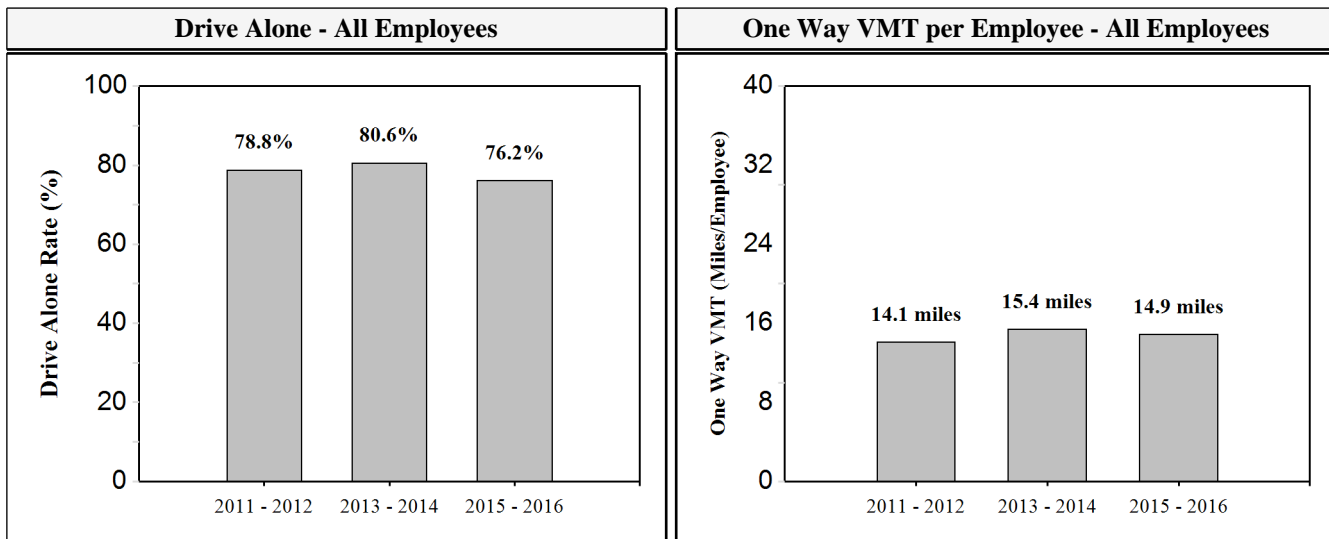 Drive Alone - All Employees
Drive Alone Rate (%)
100
80
60
40
20
0
78.8%
80.6%
76.2%
2011 - 2012
2013 - 2014
2015 - 2016
One Way VMT per Employee - All Employees
One Way VMT (Miles/Employee)
40
32
24
16
8
0
14.1 miles
15.4 miles
14.9 miles
2011 - 2012
2013 - 2014
2015 - 2016